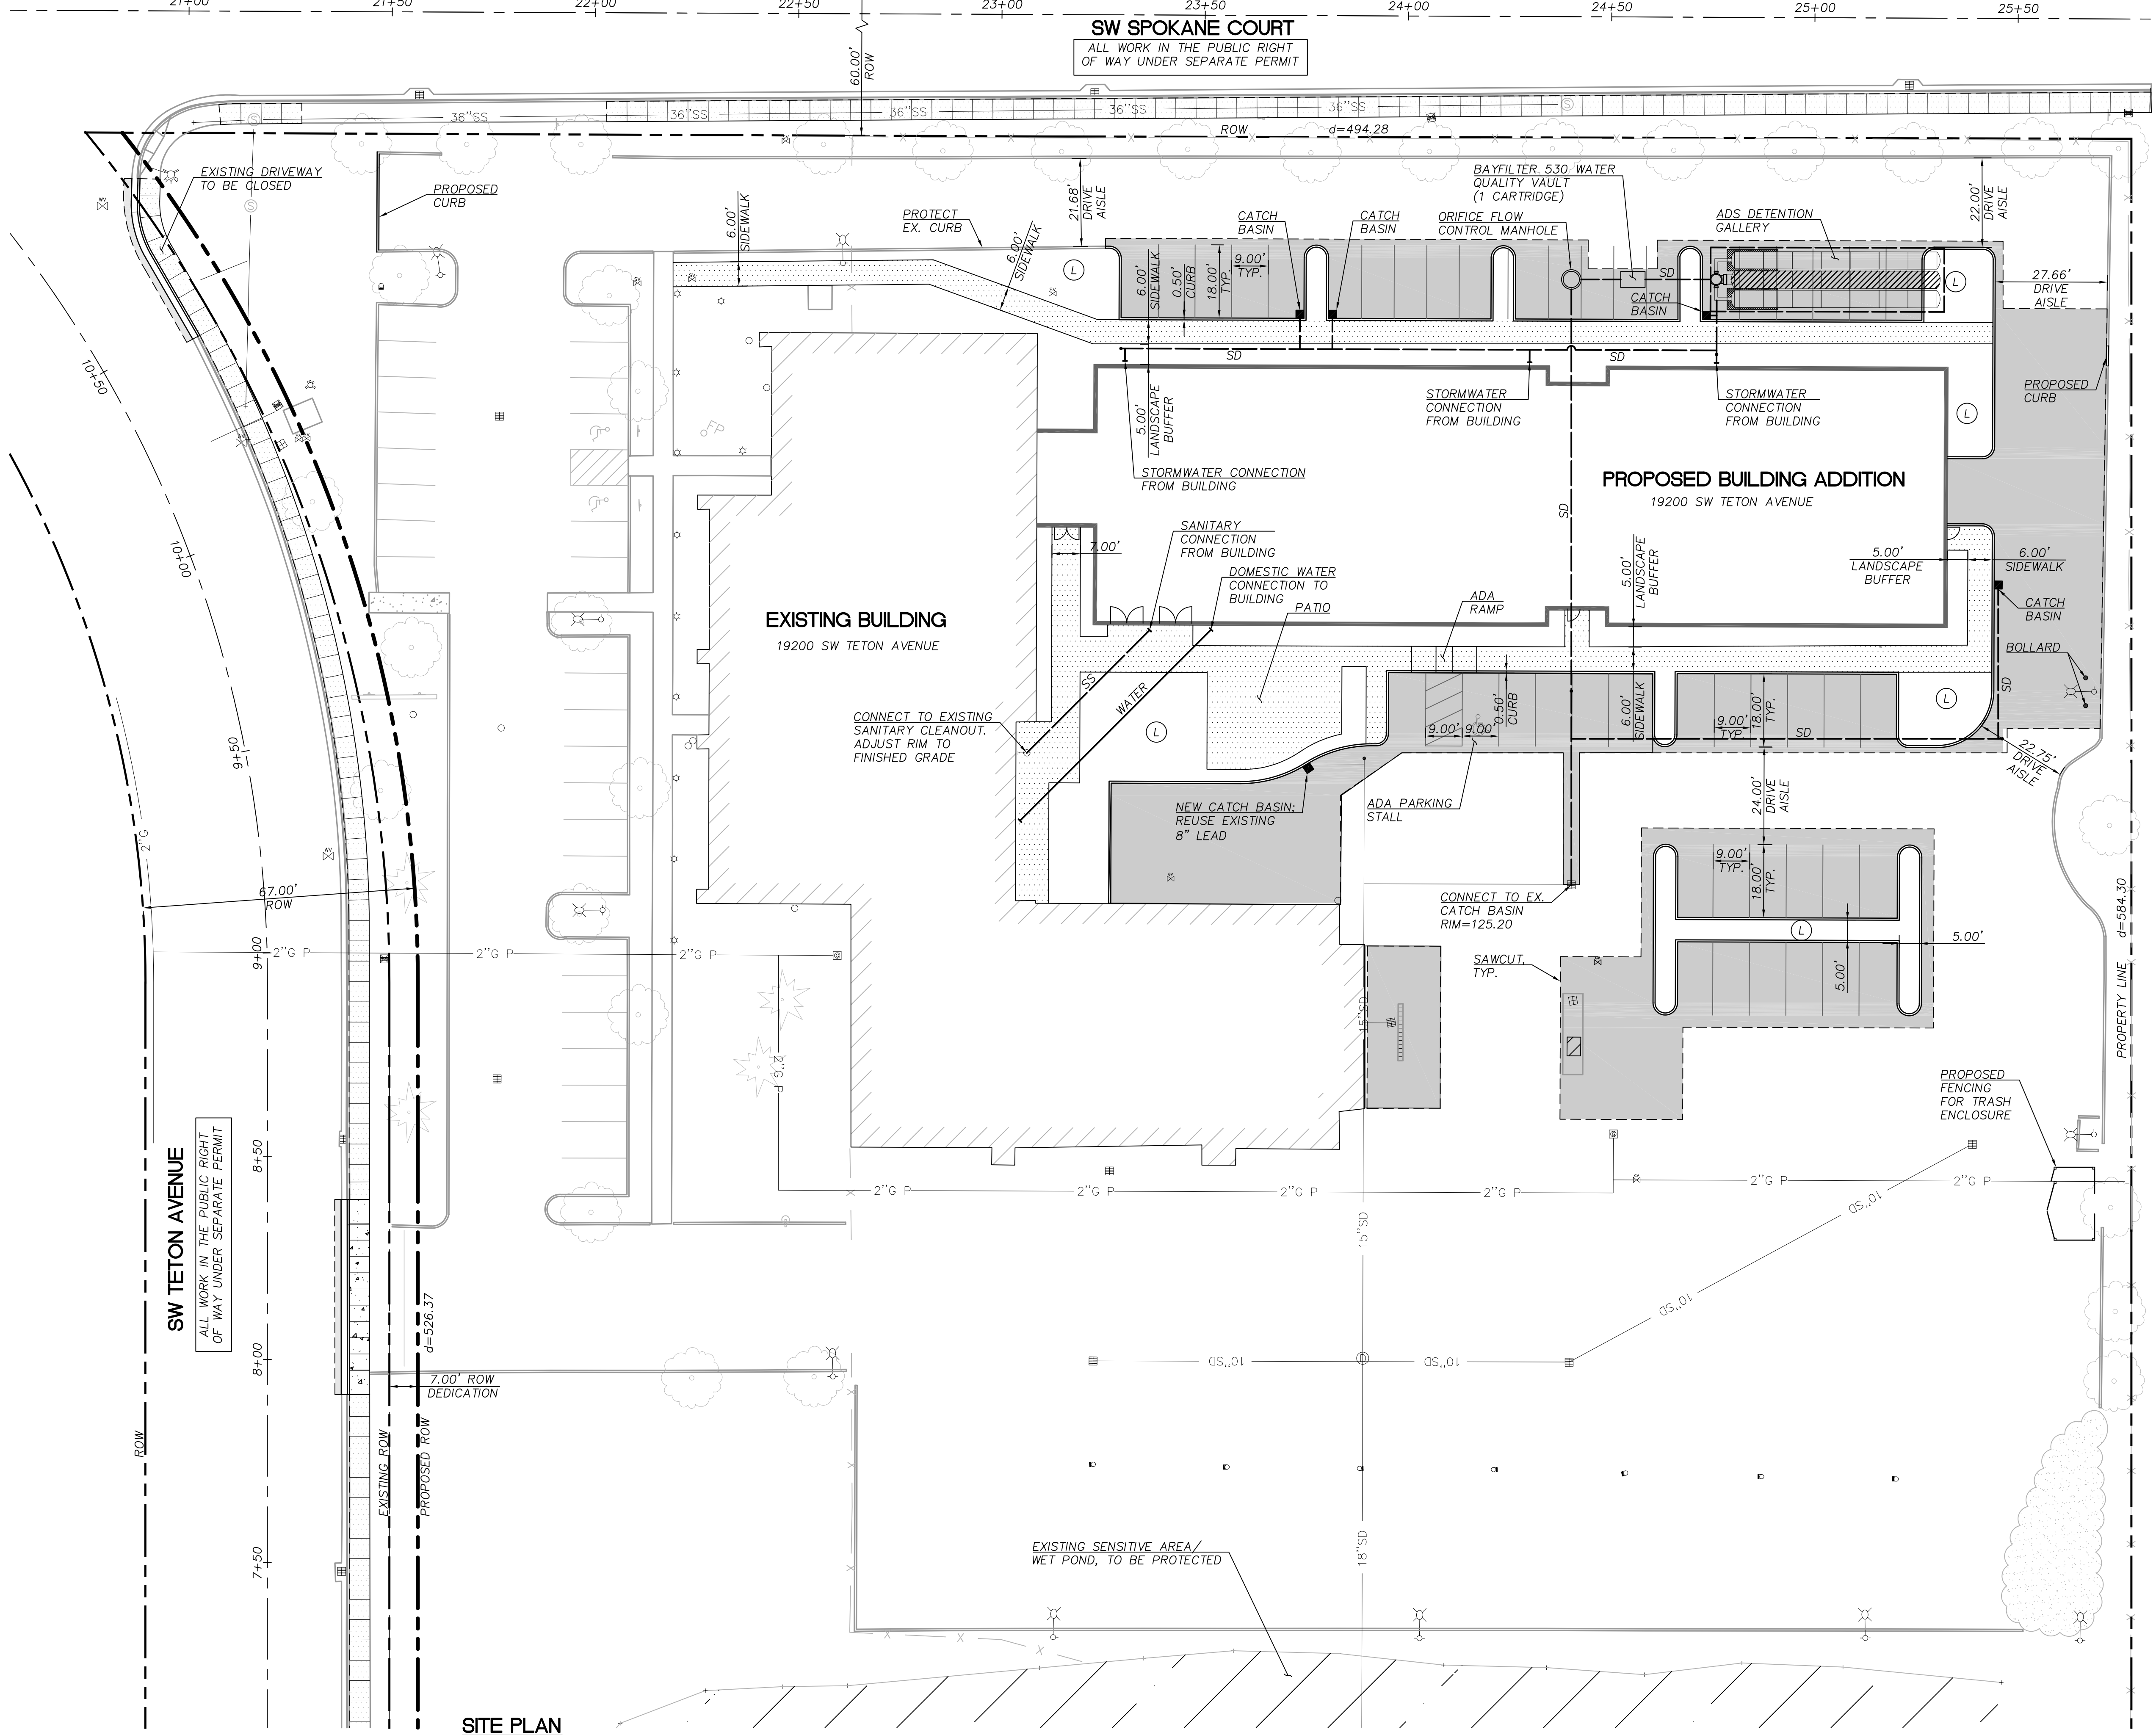 21+00
21+50
22+00
22+50
23+00
23+50
24+00
24+50
25+00
25+50
SW SPOKANE COURT
ALL WORK IN THE PUBLIC RIGHT
OF WAY UNDER SEPARATE PERMIT
60.00'
ROW
36"SS
36"SS
36"SS
36"SS
36"SS
36"SS
ROW
d=494.28
EXISTING DRIVEWAY
TO BE CLOSED
PROPOSED
CURB
6.00'
SIDEWALK
PROTECT
EX. CURB
6.00'
SIDEWALK
21.68'
DRIVE
AISLE
CATCH
BASIN
CATCH
BASIN
BAYFILTER 530 WATER
QUALITY VAULT
(1 CARTRIDGE)
ORIFICE FLOW
CONTROL MANHOLE
ADS DETENTION
GALLERY
22.00'
DRIVE
AISLE
WV
S
S
L
6.00'
SIDEWALK
0.50'
CURB
18.00'
TYP.
9.00'
TYP.
SD
CATCH
BASIN
L
27.66'
DRIVE
AISLE
SD
SD
5.00'
LANDSCAPE
BUFFER
STORMWATER
CONNECTION
FROM BUILDING
STORMWATER
CONNECTION
FROM BUILDING
L
PROPOSED
CURB
10+50
WV
FP
STORMWATER CONNECTION
FROM BUILDING
PROPOSED BUILDING ADDITION
19200 SW TETON AVENUE
SD
10+00
7.00'
SANITARY
CONNECTION
FROM BUILDING
DOMESTIC WATER
CONNECTION TO
BUILDING
PATIO
ADA
RAMP
5.00'
LANDSCAPE
BUFFER
5.00'
LANDSCAPE
BUFFER
6.00'
SIDEWALK
CATCH
BASIN
EXISTING BUILDING
19200 SW TETON AVENUE
BOLLARD
SS
WATER
CONNECT TO EXISTING
SANITARY CLEANOUT.
ADJUST RIM TO
FINISHED GRADE
L
9.00'
9.00'
0.50'
CURB
6.00'
SIDEWALK
9.00'
TYP.
18.00'
TYP.
SD
L
SD
22.75'
DRIVE
AISLE
9+50
2"G
WV
NEW CATCH BASIN;
REUSE EXISTING
8" LEAD
ADA PARKING
STALL
24.00'
DRIVE
AISLE
9.00'
TYP.
18.00'
TYP.
67.00'
ROW
CONNECT TO EX.
CATCH BASIN
RIM=125.20
L
5.00'
5.00'
d=584.30
PROPERTY LINE
9+00
2"G P
2"G P
2"G P
2"G P
SAWCUT,
TYP.
15"SD
PROPOSED
FENCING
FOR TRASH
ENCLOSURE
SW TETON AVENUE
ALL WORK IN THE PUBLIC RIGHT
OF WAY UNDER SEPARATE PERMIT
8+50
2"G P
2"G P
2"G P
2"G P
2"G P
2"G P
15"SD
10"SD
10"SD
10"SD
D
10"SD
d=526.37
8+00
7.00' ROW
DEDICATION
ROW
EXISTING ROW
PROPOSED ROW
7+50
18"SD
EXISTING SENSITIVE AREA/
WET POND, TO BE PROTECTED
SITE PLAN